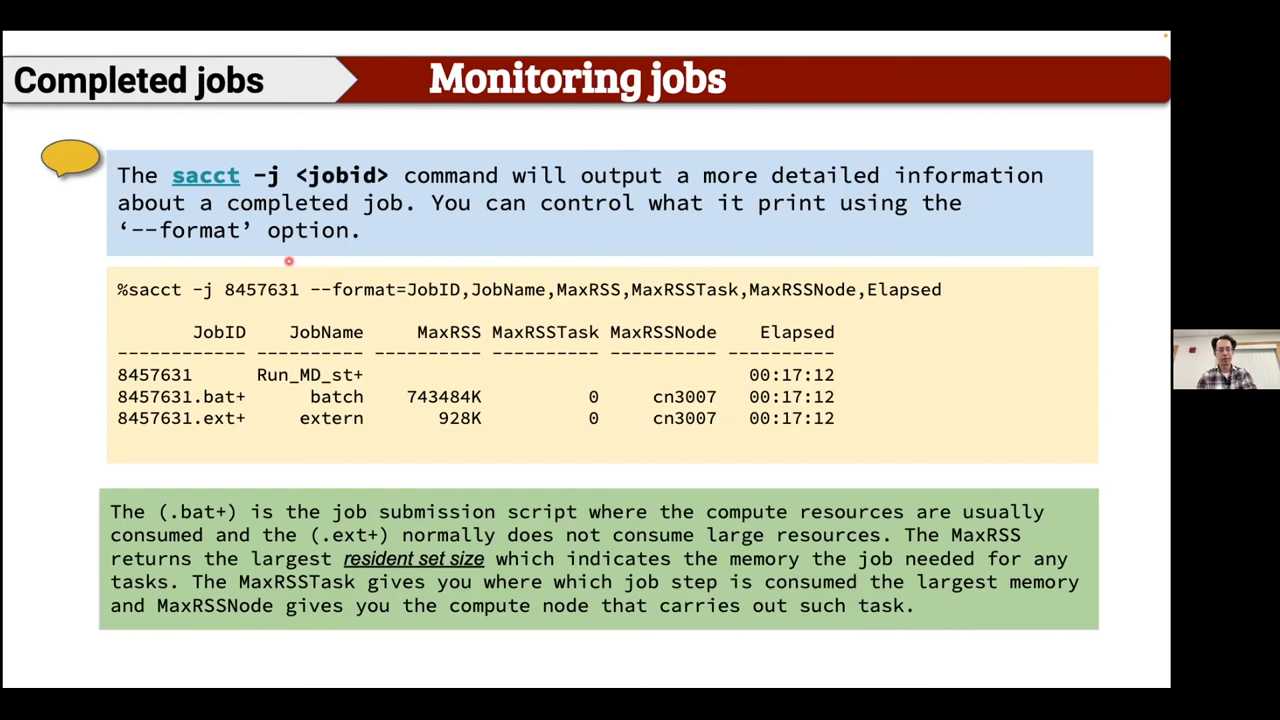 Completed jobs
Monitoring jobs
The sacct -j <jobid> command will output a more detailed information
about a completed job. You can control what it print using the
‘--format’ option.
%sacct -j 8457631 --format=JobID,JobName,MaxRSS,MaxRSSTask,MaxRSSNode,Elapsed
JobID JobName MaxRSS MaxRSSTask MaxRSSNode Elapsed
------------ ---------- ---------- ---------- ---------- ----------
8457631 Run_MD_st+ 00:17:12
8457631.bat+ batch 743484K 0 cn3007 00:17:12
8457631.ext+ extern 928K 0 cn3007 00:17:12
The (.bat+) is the job submission script where the compute resources are usually
consumed and the (.ext+) normally does not consume large resources. The MaxRSS
returns the largest resident set size which indicates the memory the job needed for any
tasks. The MaxRSSTask gives you where which job step is consumed the largest memory
and MaxRSSNode gives you the compute node that carries out such task.